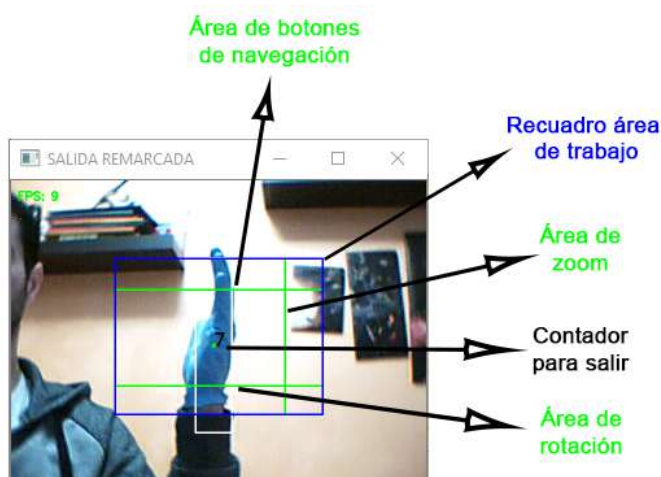 Área de botones
de navegación
Recuadro área
de trabajo
SALIDA REMARCADA
FPS: 9
Área de
zoom
7
Contador
para salir
Área de
rotación